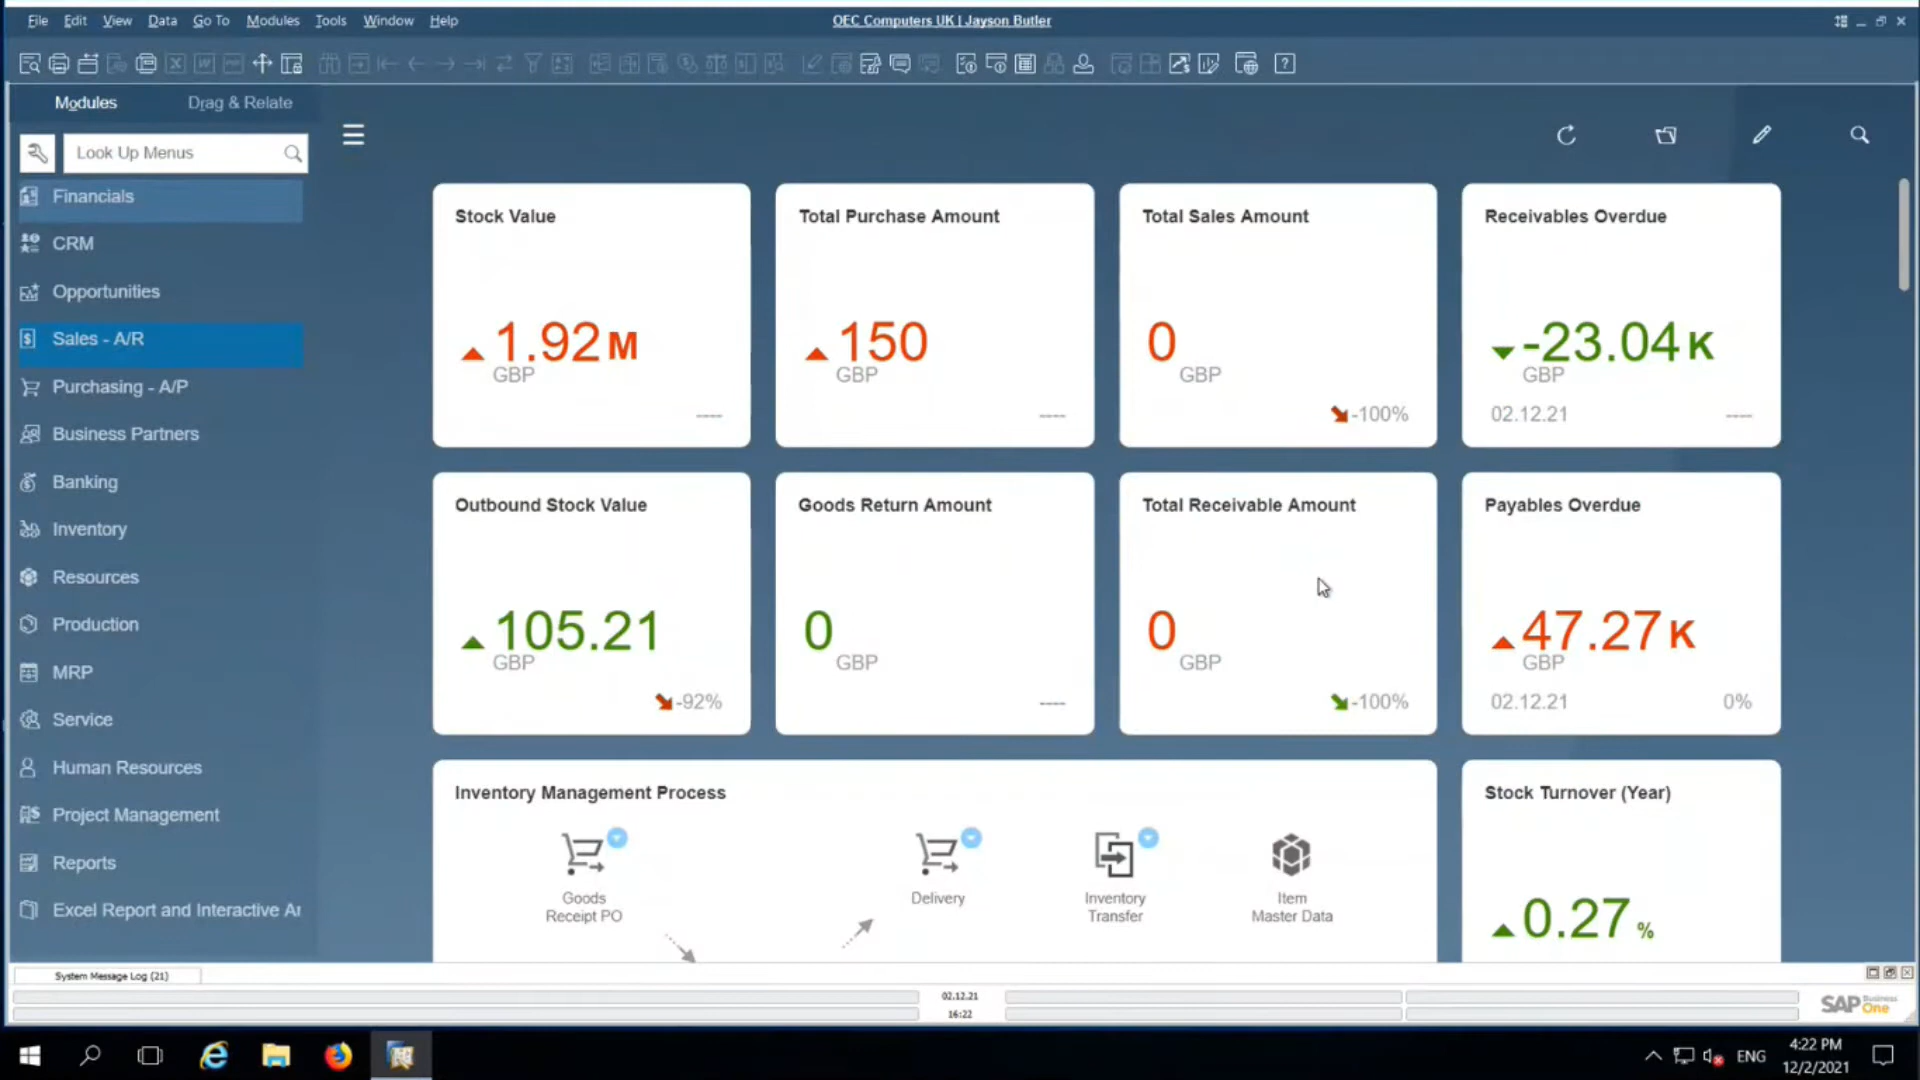 File Edit View Data Go To Modules Tools Window Help
OEC Computers UK | Jayson Butler
Modules Drag & Relate
Look Up Menus
Financials
CRM
Opportunities
Sales - A/R
Purchasing - A/P
Business Partners
Banking
Inventory
Resources
Production
MRP
Service
Human Resources
Project Management
Reports
Excel Report and Interactive Ar
Stock Value
1.92 M
GBP
----
Total Purchase Amount
150
GBP
----
Total Sales Amount
0
GBP
-100%
Receivables Overdue
-23.04 K
GBP
02.12.21 ----
Outbound Stock Value
105.21
GBP
-92%
Goods Return Amount
0
GBP
----
Total Receivable Amount
0
GBP
-100%
Payables Overdue
47.27 K
GBP
02.12.21 0%
Inventory Management Process
Goods
Receipt PO
Delivery
Inventory
Transfer
Item
Master Data
Stock Turnover (Year)
0.27 %
System Message Log (21)
02.12.21
16:22
SAP Business One
ENG
4:22 PM
12/2/2021